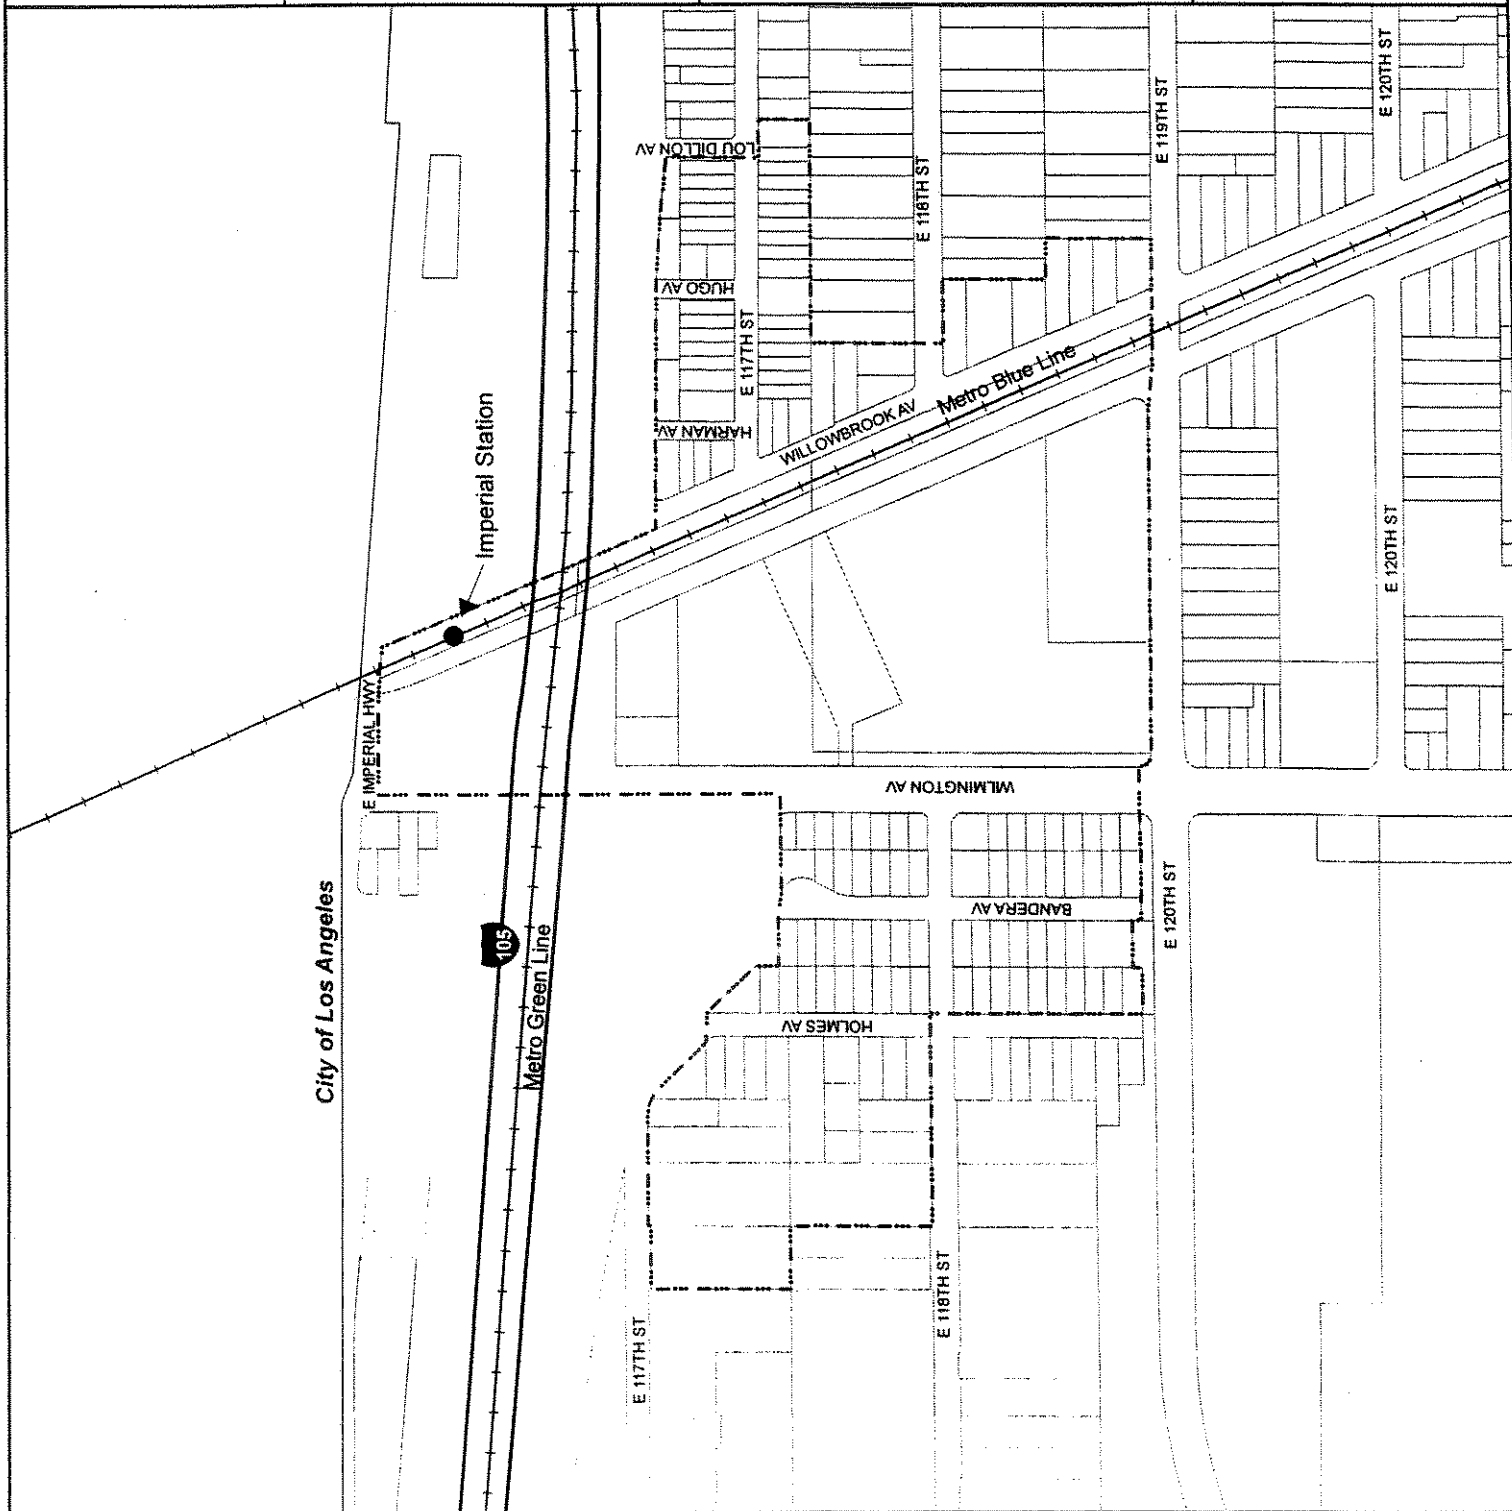 City of Los Angeles
E IMPERIAL HWY
Imperial Station
105
Metro Green Line
LOU DILLON AV
HUGO AV
HARMAN AV
E 117TH ST
E 118TH ST
E 119TH ST
E 120TH ST
WILLOWBROOK AV
Metro Blue Line
E 120TH ST
WILMINGTON AV
BANDERA AV
E 120TH ST
HOLMES AV
E 117TH ST
E 118TH ST